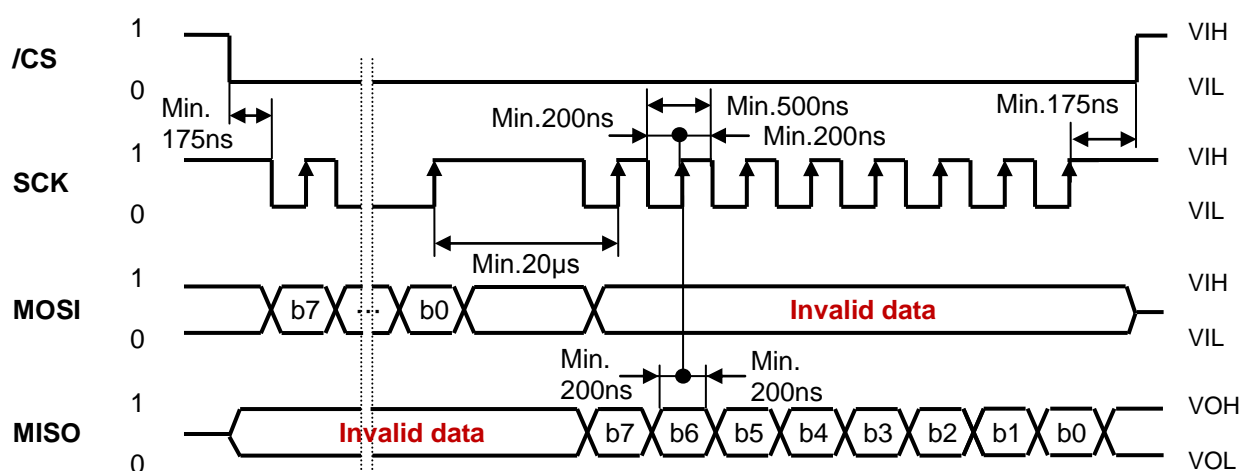 /CS 1 0 VIH VIL
Min. 175ns
Min.200ns
Min.500ns
Min.200ns
Min.175ns
SCK 1 0 VIH VIL
Min.20µs
MOSI 1 0 VIH VIL
b7 ... b0 Invalid data
Min. 200ns
Min. 200ns
MISO 1 0 VOH VOL
Invalid data b7 b6 b5 b4 b3 b2 b1 b0